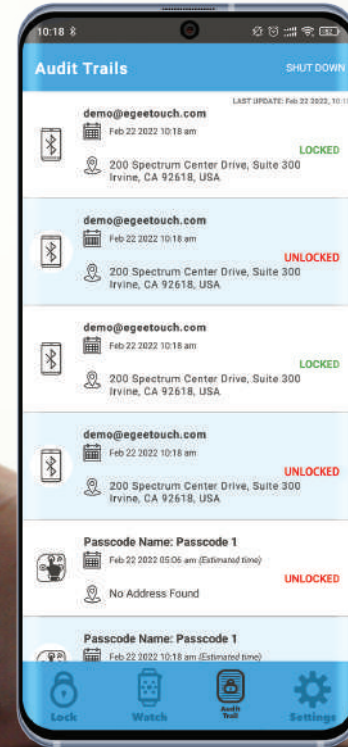 10:18
Audit Trails
SHUT DOWN
LAST UPDATE: Feb 22 2022, 10:18
demo@egeetouch.com
Feb 22 2022 10:18 am
LOCKED
200 Spectrum Center Drive, Suite 300
Irvine, CA 92618, USA
demo@egeetouch.com
Feb 22 2022 10:18 am
UNLOCKED
200 Spectrum Center Drive, Suite 300
Irvine, CA 92618, USA
demo@egeetouch.com
Feb 22 2022 10:18 am
LOCKED
200 Spectrum Center Drive, Suite 300
Irvine, CA 92618, USA
demo@egeetouch.com
Feb 22 2022 10:18 am
UNLOCKED
200 Spectrum Center Drive, Suite 300
Irvine, CA 92618, USA
Passcode Name: Passcode 1
Feb 22 2022 05:06 am (Estimated time)
UNLOCKED
No Address Found
Passcode Name: Passcode 1
Feb 22 2022 10:18 am (Estimated time)
Lock
Watch
Audit
Trail
Settings